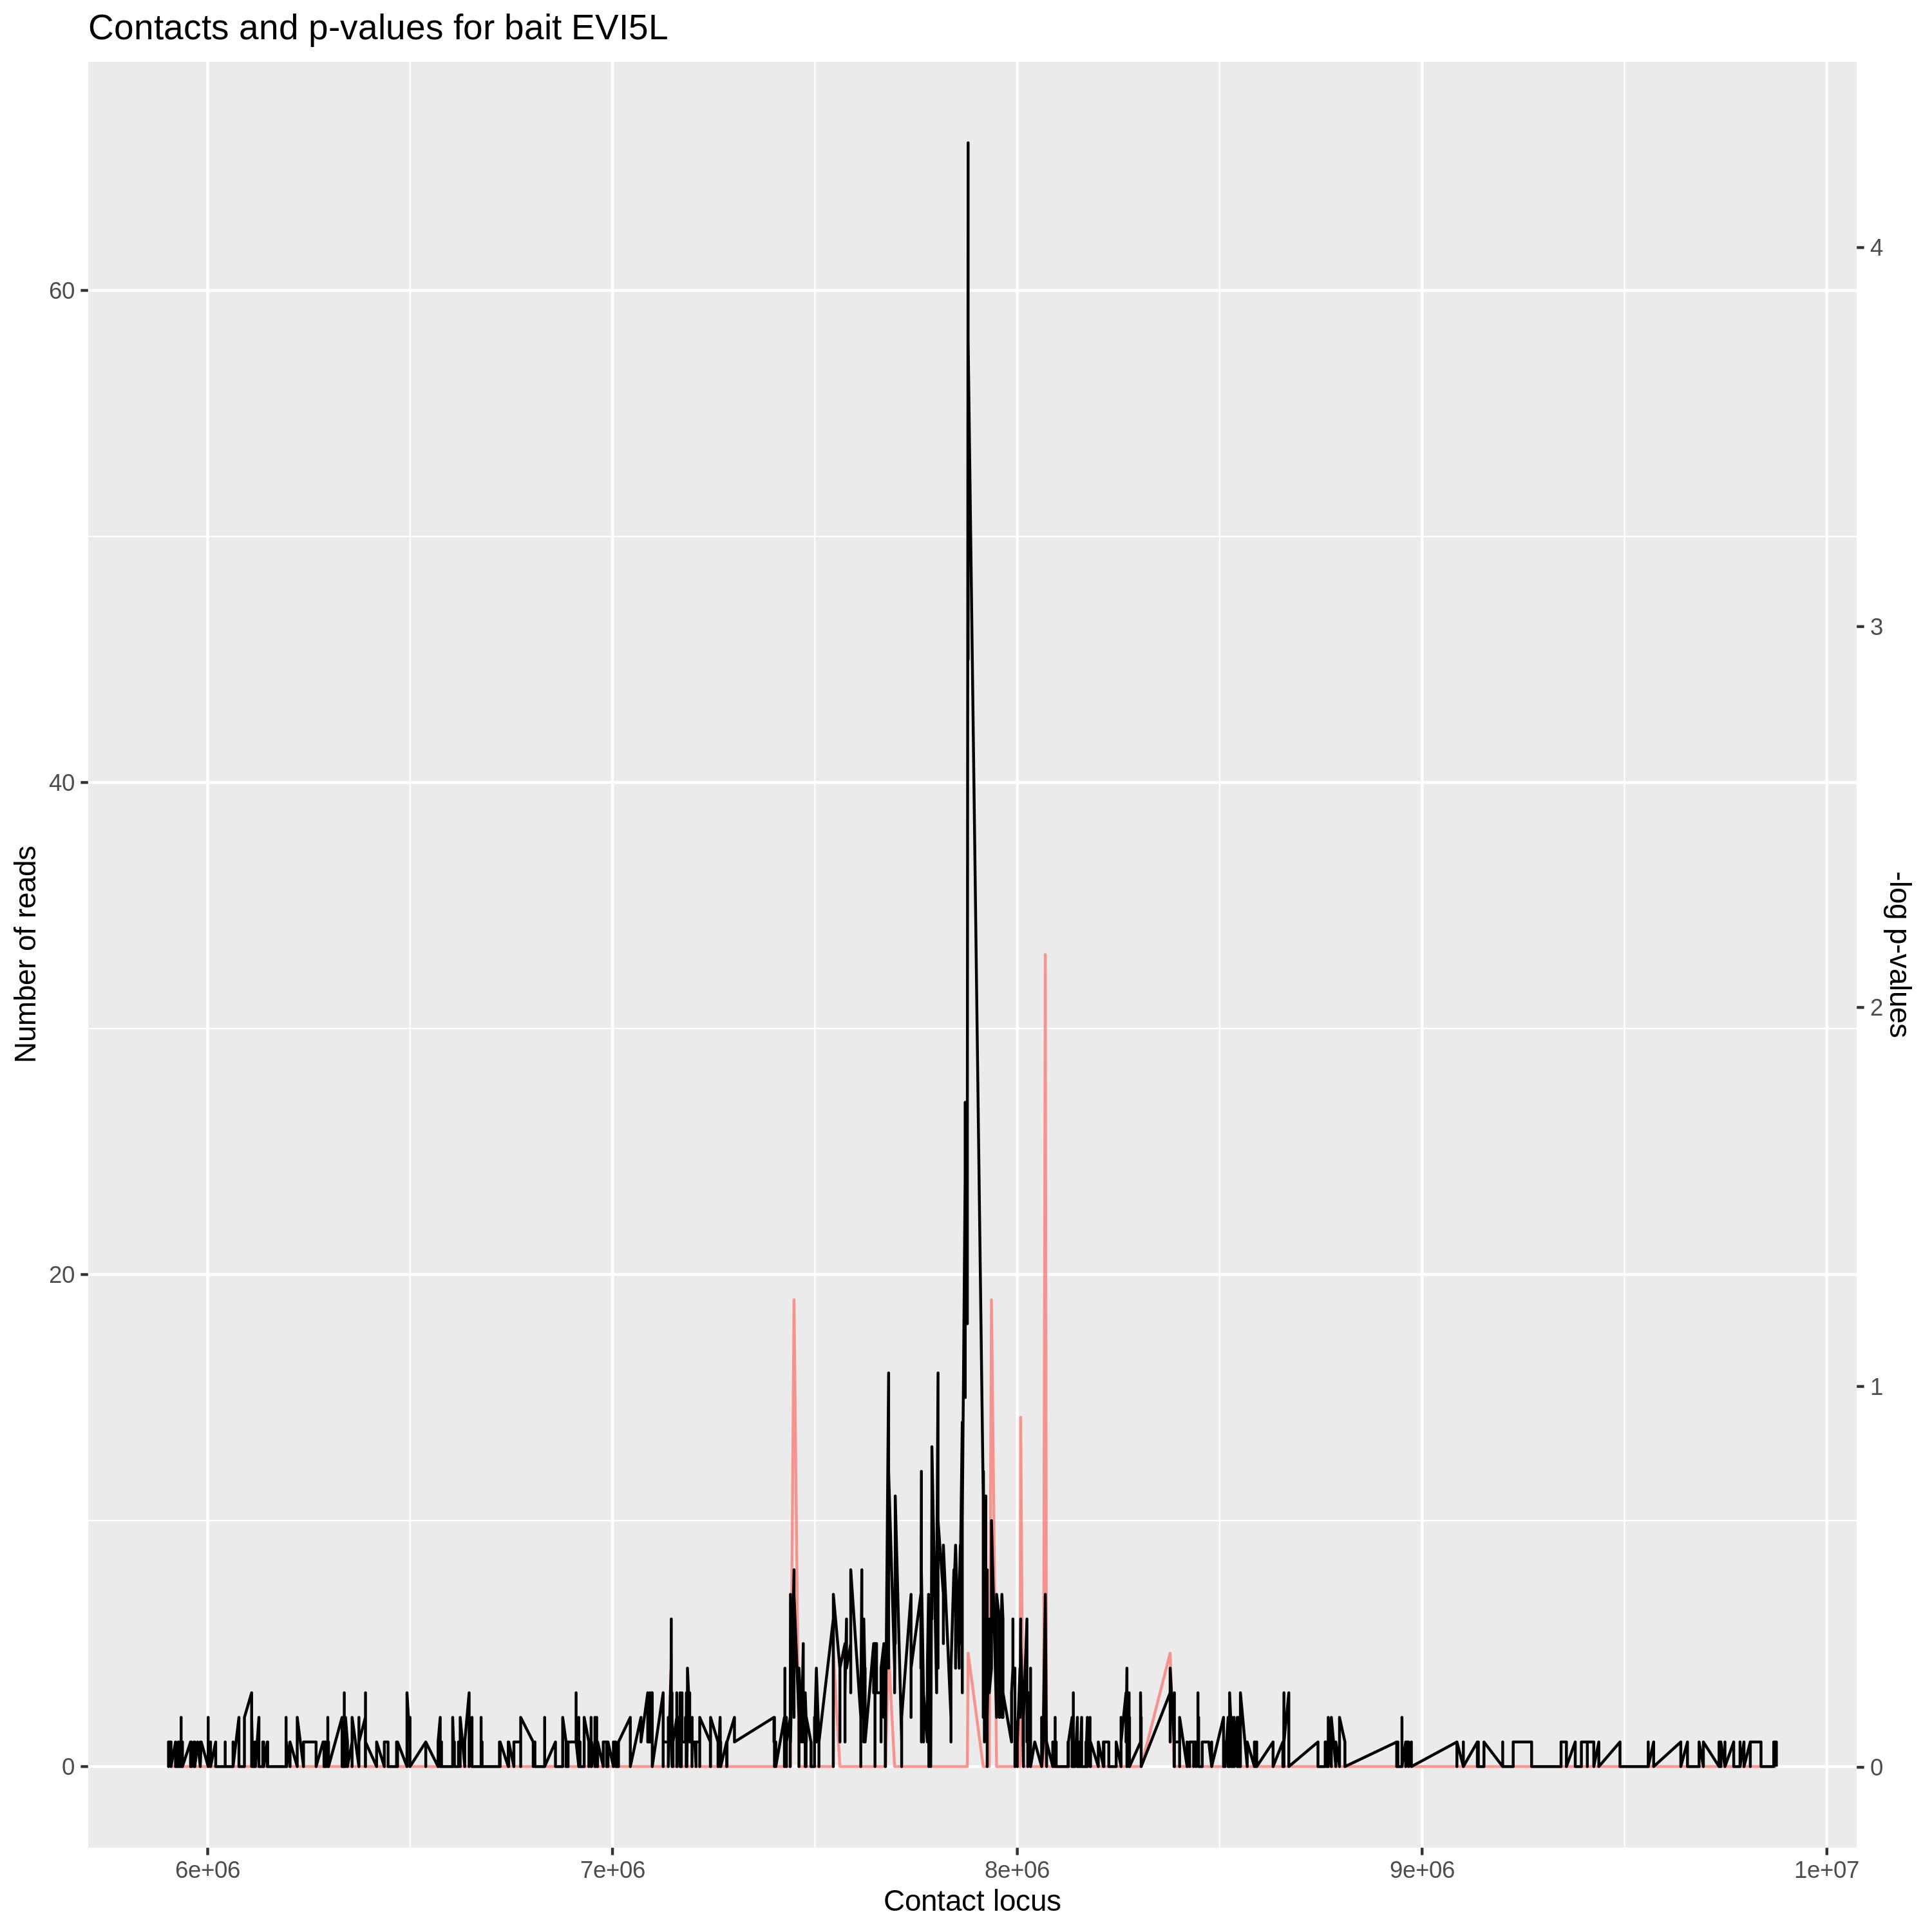 Contacts and p-values for bait EVI5L
Number of reads
60
40
20
0
4
3
2
1
0
-log p-values
6e+06
7e+06
8e+06
9e+06
1e+07
Contact locus